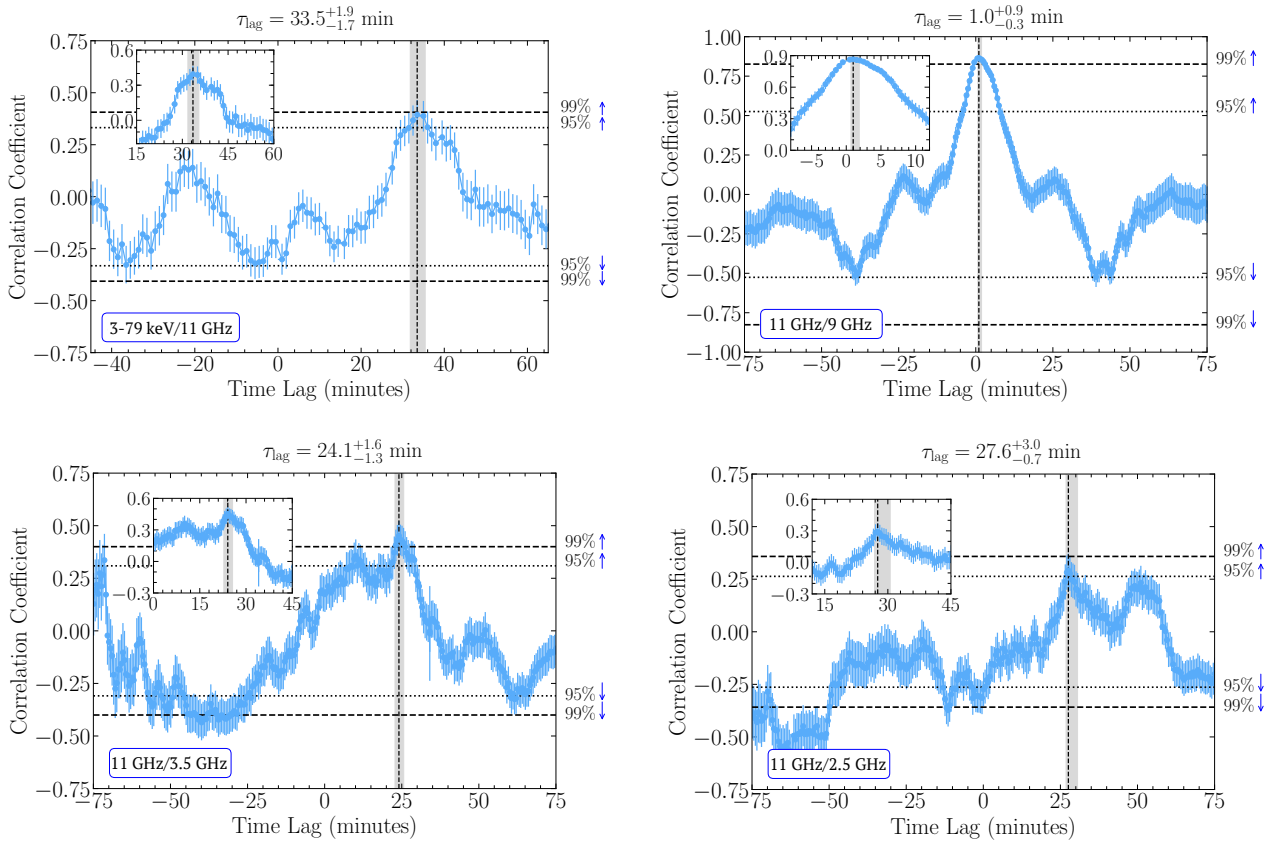 τlag = 33.5+1.9−1.7 min
0.75
0.50
0.25
0.00
−0.25
−0.50
−0.75
Correlation Coefficient
0.6
0.3
0.0
15 30 45 60
99% ↑
95% ↑
95% ↓
99% ↓
3-79 keV/11 GHz
−40 −20 0 20 40 60
Time Lag (minutes)
τlag = 1.0+0.9−0.3 min
1.00
0.75
0.50
0.25
0.00
−0.25
−0.50
−0.75
−1.00
Correlation Coefficient
0.9
0.6
0.3
0.0
−5 0 5 10
99% ↑
95% ↑
95% ↓
99% ↓
11 GHz/9 GHz
−75 −50 −25 0 25 50 75
Time Lag (minutes)
τlag = 24.1+1.6−1.3 min
0.75
0.50
0.25
0.00
−0.25
−0.50
−0.75
Correlation Coefficient
0.6
0.3
0.0
−0.3
0 15 30 45
99% ↑
95% ↑
95% ↓
99% ↓
11 GHz/3.5 GHz
−75 −50 −25 0 25 50 75
Time Lag (minutes)
τlag = 27.6+3.0−0.7 min
0.75
0.50
0.25
0.00
−0.25
−0.50
−0.75
Correlation Coefficient
0.6
0.3
0.0
−0.3
15 30 45
99% ↑
95% ↑
95% ↓
99% ↓
11 GHz/2.5 GHz
−75 −50 −25 0 25 50 75
Time Lag (minutes)